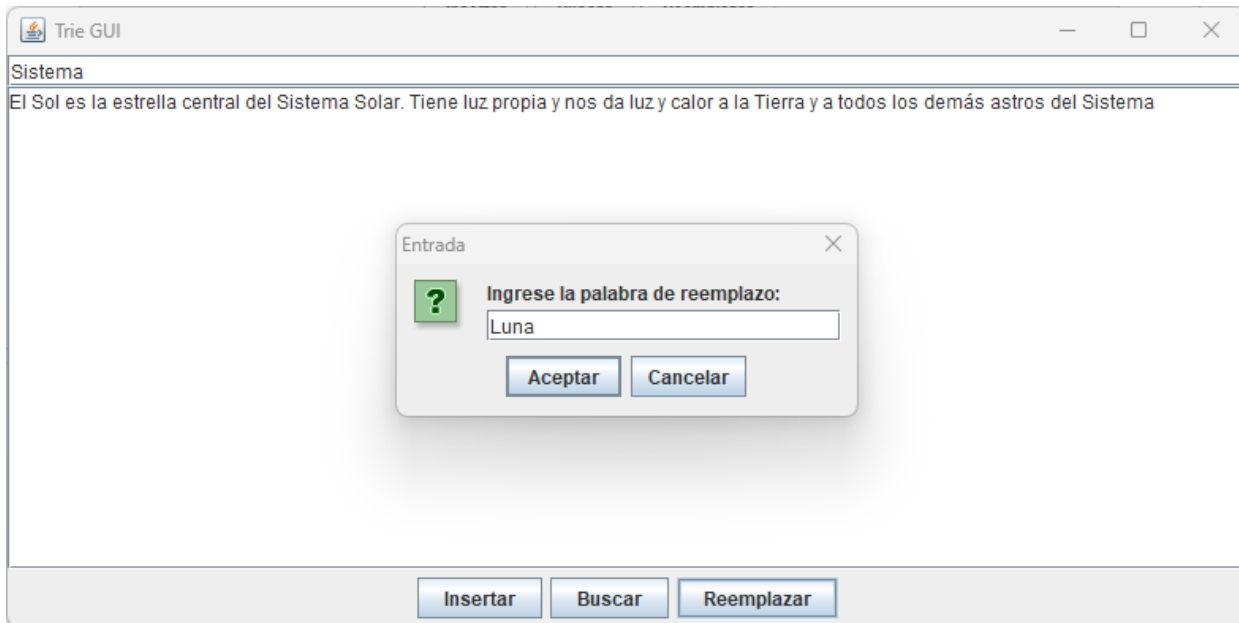 Trie GUI
Sistema
El Sol es la estrella central del Sistema Solar. Tiene luz propia y nos da luz y calor a la Tierra y a todos los demás astros del Sistema
Entrada
Ingrese la palabra de reemplazo:
Luna
Aceptar Cancelar
Insertar Buscar Reemplazar